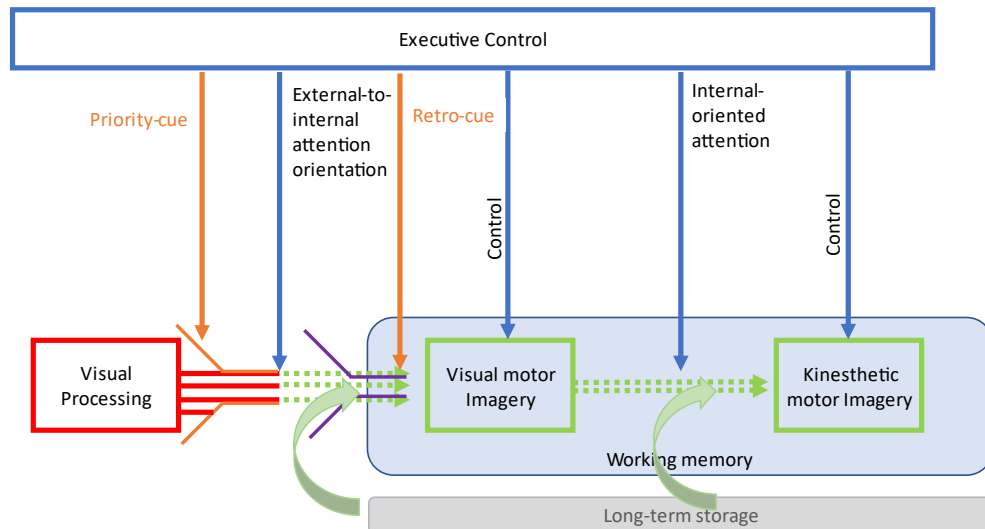 Executive Control
Priority-cue
External-to-
internal
attention
orientation
Retro-cue
Control
Internal-
oriented
attention
Control
Visual
Processing
Visual motor
Imagery
Kinesthetic
motor Imagery
Working memory
Long-term storage